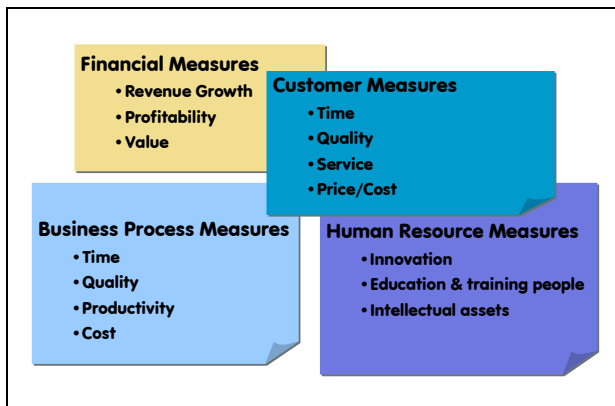 Financial Measures
• Revenue Growth
• Profitability
• Value
Customer Measures
• Time
• Quality
• Service
• Price/Cost
Business Process Measures
• Time
• Quality
• Productivity
• Cost
Human Resource Measures
• Innovation
• Education & training people
• Intellectual assets